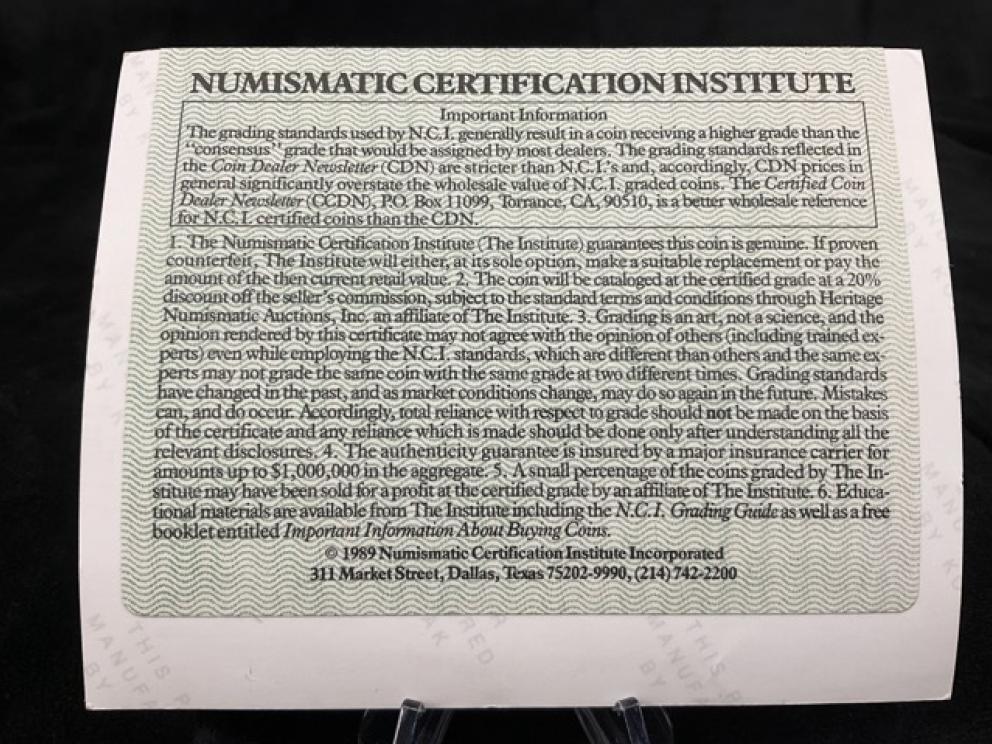 NUMISMATIC CERTIFICATION INSTITUTE
Important Information
The grading standards used by N.C.I. generally result in a coin receiving a higher grade than the
"consensus" grade that would be assigned by most dealers. The grading standards reflected in
the Coin Dealer Newsletter (CDN) are stricter than N.C.I.'s and, accordingly, CDN prices in
general significantly overstate the wholesale value of N.C.I. graded coins. The Certified Coin
Dealer Newsletter (CCDN), P.O. Box 11099, Torrance, CA, 90510, is a better wholesale reference
for N.C.I. certified coins than the CDN.
1. The Numismatic Certification Institute (The Institute) guarantees this coin is genuine. If proven
counterfeit, The Institute will either, at its sole option, make a suitable replacement or pay the
amount of the then current retail value. 2. The coin will be cataloged at the certified grade at a 20%
discount off the seller's commission, subject to the standard terms and conditions through Heritage
Numismatic Auctions, Inc. an affiliate of The Institute. 3. Grading is an art, not a science, and the
opinion rendered by this certificate may not agree with the opinion of others (including trained ex-
perts) even while employing the N.C.I. standards, which are different than others and the same ex-
perts may not grade the same coin with the same grade at two different times. Grading standards
have changed in the past, and as market conditions change, may do so again in the future. Mistakes
can, and do occur. Accordingly, total reliance with respect to grade should not be made on the basis
of the certificate and any reliance which is made should be done only after understanding all the
relevant disclosures. 4. The authenticity guarantee is insured by a major insurance carrier for
amounts up to $1,000,000 in the aggregate. 5. A small percentage of the coins graded by The In-
stitute may have been sold for a profit at the certified grade by an affiliate of The Institute. 6. Educa-
tional materials are available from The Institute including the N.C.I. Grading Guide as well as a free
booklet entitled Important Information About Buying Coins.
© 1989 Numismatic Certification Institute Incorporated
311 Market Street, Dallas, Texas 75202-9990, (214) 742-2200
THIS P
MANUFA
BY
THIS P
MANUFA
BY